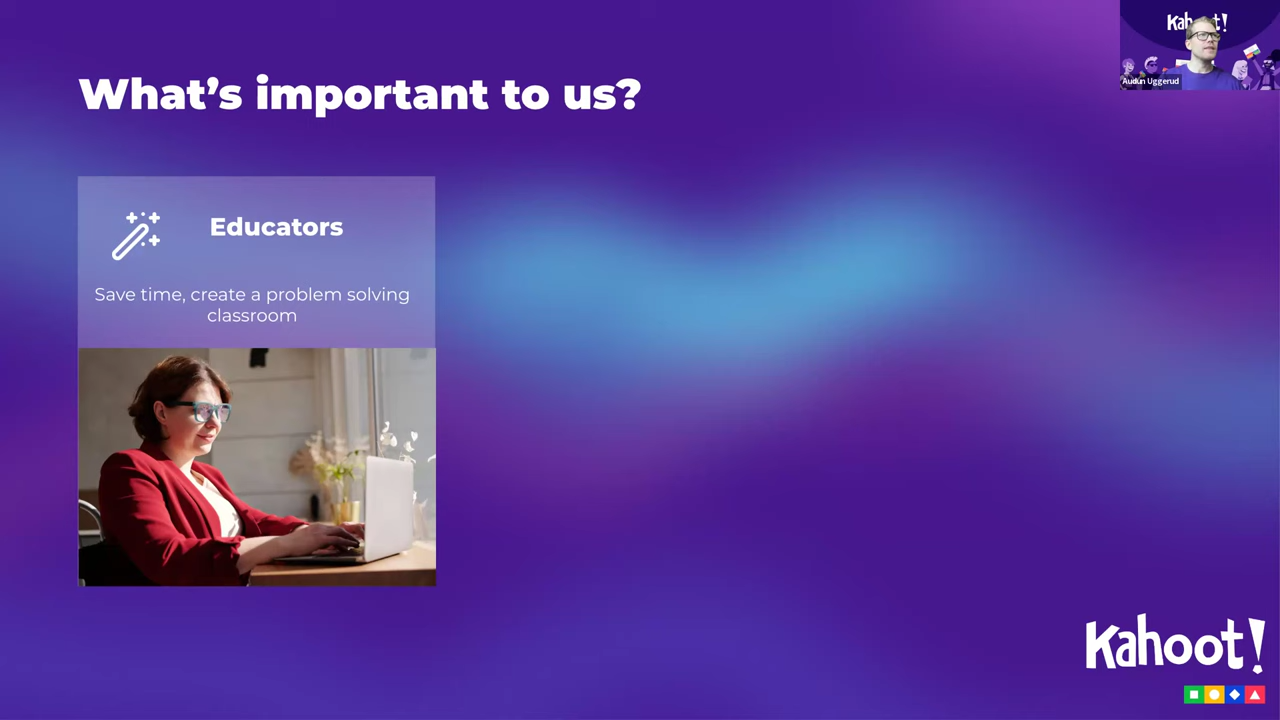 Kahoot!
Audun Uggerud
What's important to us?
Educators
Save time, create a problem solving
classroom
Kahoot!